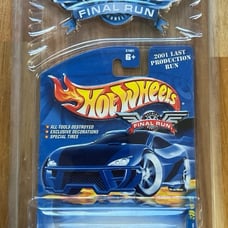 FINAL RUN
2001 LAST
PRODUCTION
RUN
6+
Hot Wheels
FINAL RUN
• ALL TOOLS DESTROYED
• EXCLUSIVE DECORATIONS
• SPECIAL TIRES